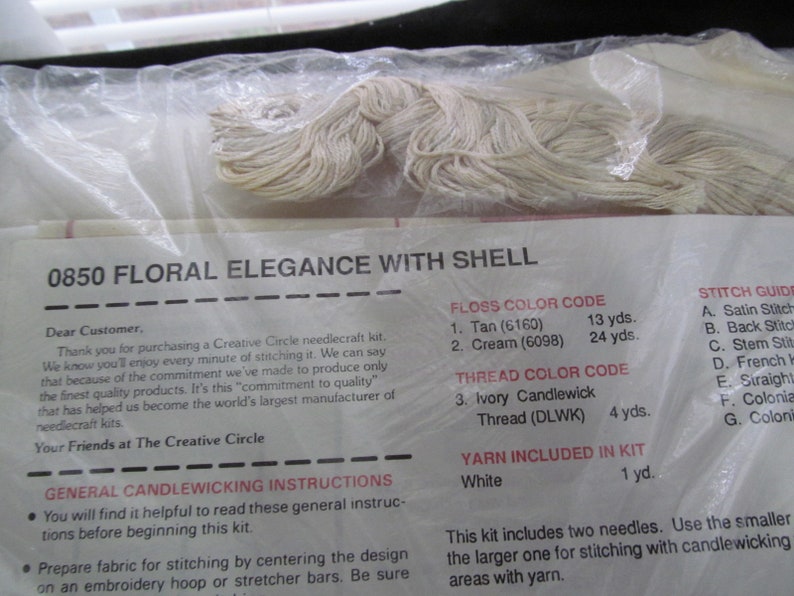 0850 FLORAL ELEGANCE WITH SHELL
Dear Customer,
Thank you for purchasing a Creative Circle needlecraft kit.
We know you'll enjoy every minute of stitching it. We can say
that because of the commitment we've made to produce only
the finest quality products. It's this "commitment to quality"
that has helped us become the world's largest manufacturer of
needlecraft kits.
Your Friends at The Creative Circle
GENERAL CANDLEWICKING INSTRUCTIONS
• You will find it helpful to read these general instruc-
tions before beginning this kit.
• Prepare fabric for stitching by centering the design
on an embroidery hoop or stretcher bars. Be sure
FLOSS COLOR CODE
1. Tan (6160) 13 yds.
2. Cream (6098) 24 yds.
THREAD COLOR CODE
3. Ivory Candlewick
Thread (DLWK) 4 yds.
YARN INCLUDED IN KIT
White 1 yd.
This kit includes two needles. Use the smaller
the larger one for stitching with candlewicking
areas with yarn.
STITCH GUIDE
A. Satin Stitch
B. Back Stitc
C. Stem Stit
D. French K
E. Straight
F. Colonia
G. Coloni